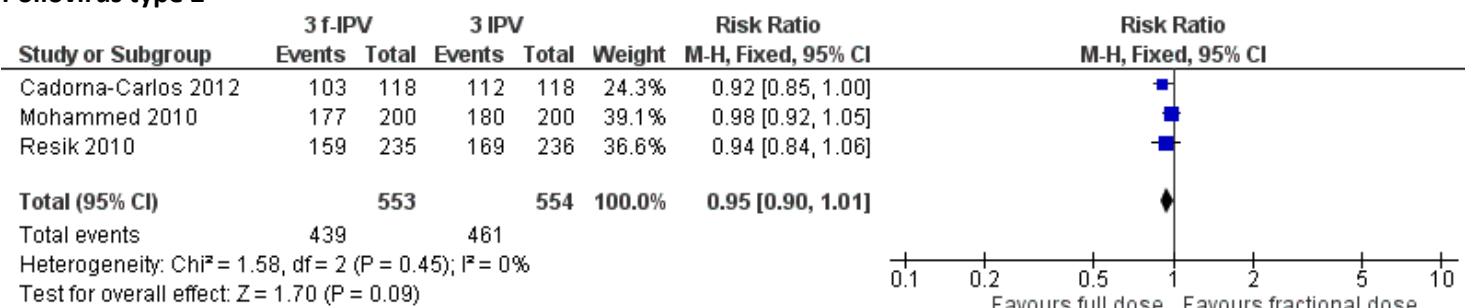 3 f-IPV 3 IPV Risk Ratio Risk Ratio
Study or Subgroup Events Total Events Total Weight M-H, Fixed, 95% CI M-H, Fixed, 95% CI
Cadorna-Carlos 2012 103 118 112 118 24.3% 0.92 [0.85, 1.00]
Mohammed 2010 177 200 180 200 39.1% 0.98 [0.92, 1.05]
Resik 2010 159 235 169 236 36.6% 0.94 [0.84, 1.06]
Total (95% CI) 553 554 100.0% 0.95 [0.90, 1.01]
Total events 439 461
Heterogeneity: Chi² = 1.58, df = 2 (P = 0.45); I² = 0%
Test for overall effect: Z = 1.70 (P = 0.09)
0.1 0.2 0.5 1 2 5 10
Favours full dose Favours fractional dose